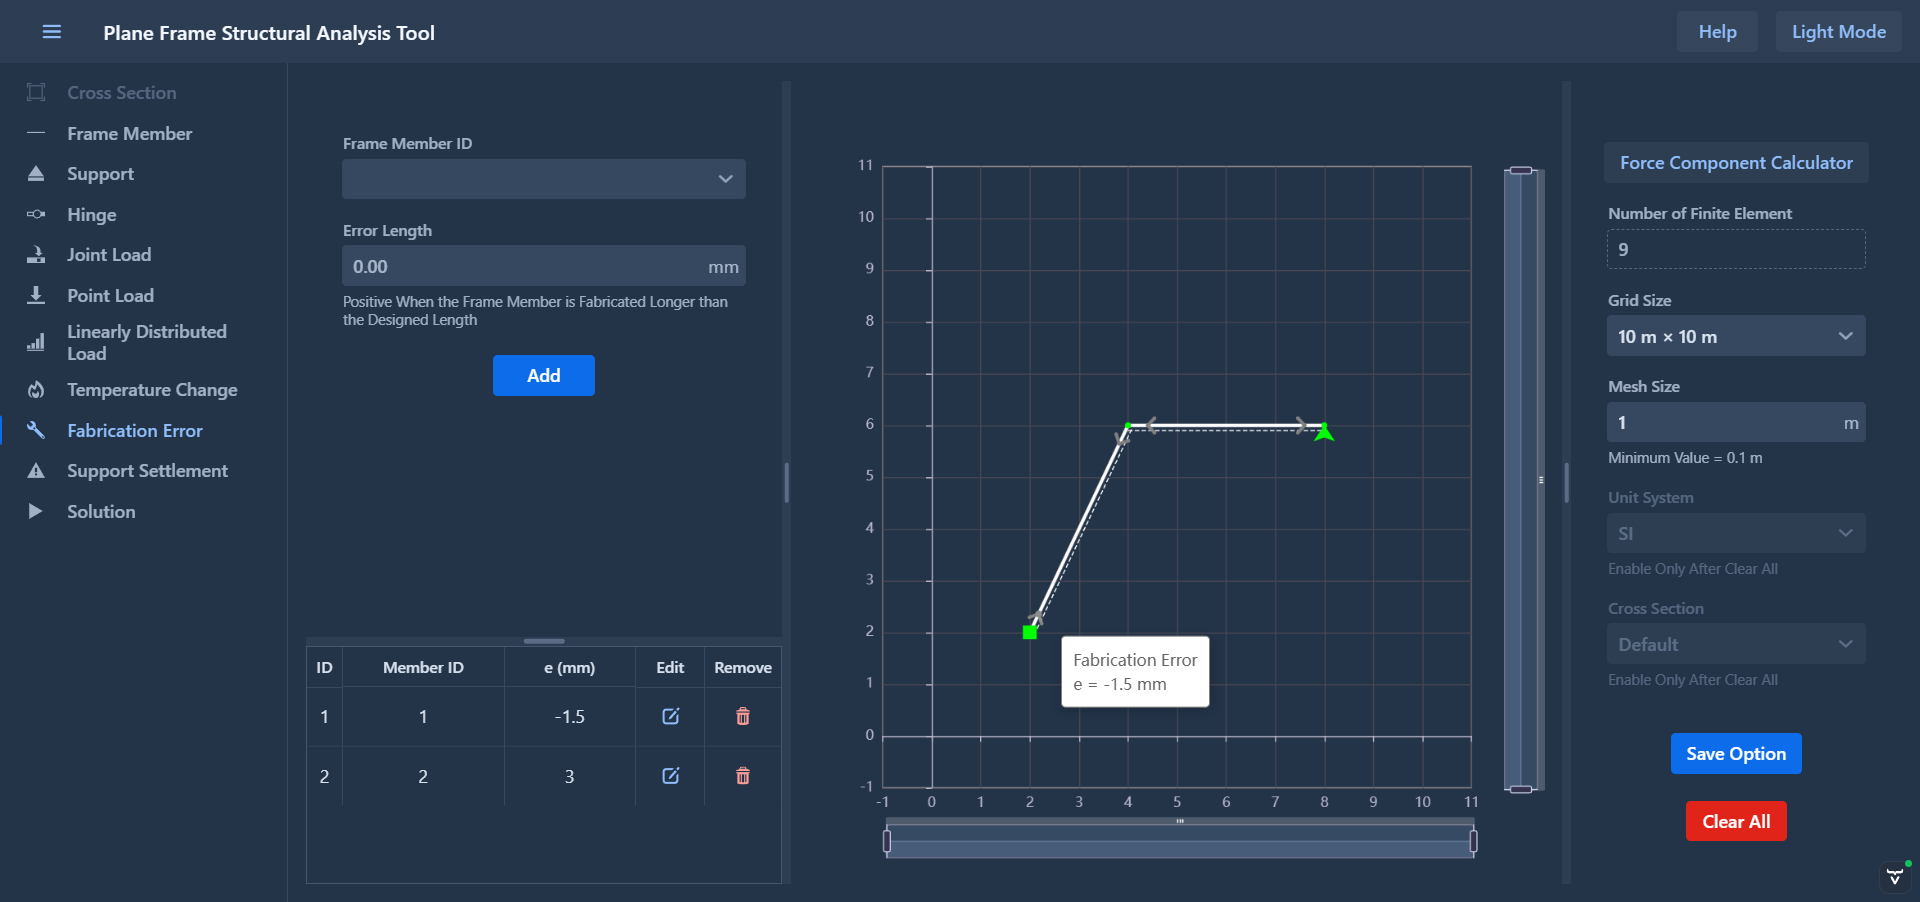 Plane Frame Structural Analysis Tool
Help
Light Mode
Cross Section
Frame Member
Support
Hinge
Joint Load
Point Load
Linearly Distributed
Load
Temperature Change
Fabrication Error
Support Settlement
Solution
Frame Member ID
Error Length
0.00 mm
Positive When the Frame Member is Fabricated Longer than
the Designed Length
Add
ID Member ID e (mm) Edit Remove
1 1 -1.5
2 2 3
11
10
9
8
7
6
5
4
3
2
1
0
-1
-1 0 1 2 3 4 5 6 7 8 9 10 11
Fabrication Error
e = -1.5 mm
Force Component Calculator
Number of Finite Element
9
Grid Size
10 m × 10 m
Mesh Size
1 m
Minimum Value = 0.1 m
Unit System
SI
Enable Only After Clear All
Cross Section
Default
Enable Only After Clear All
Save Option
Clear All